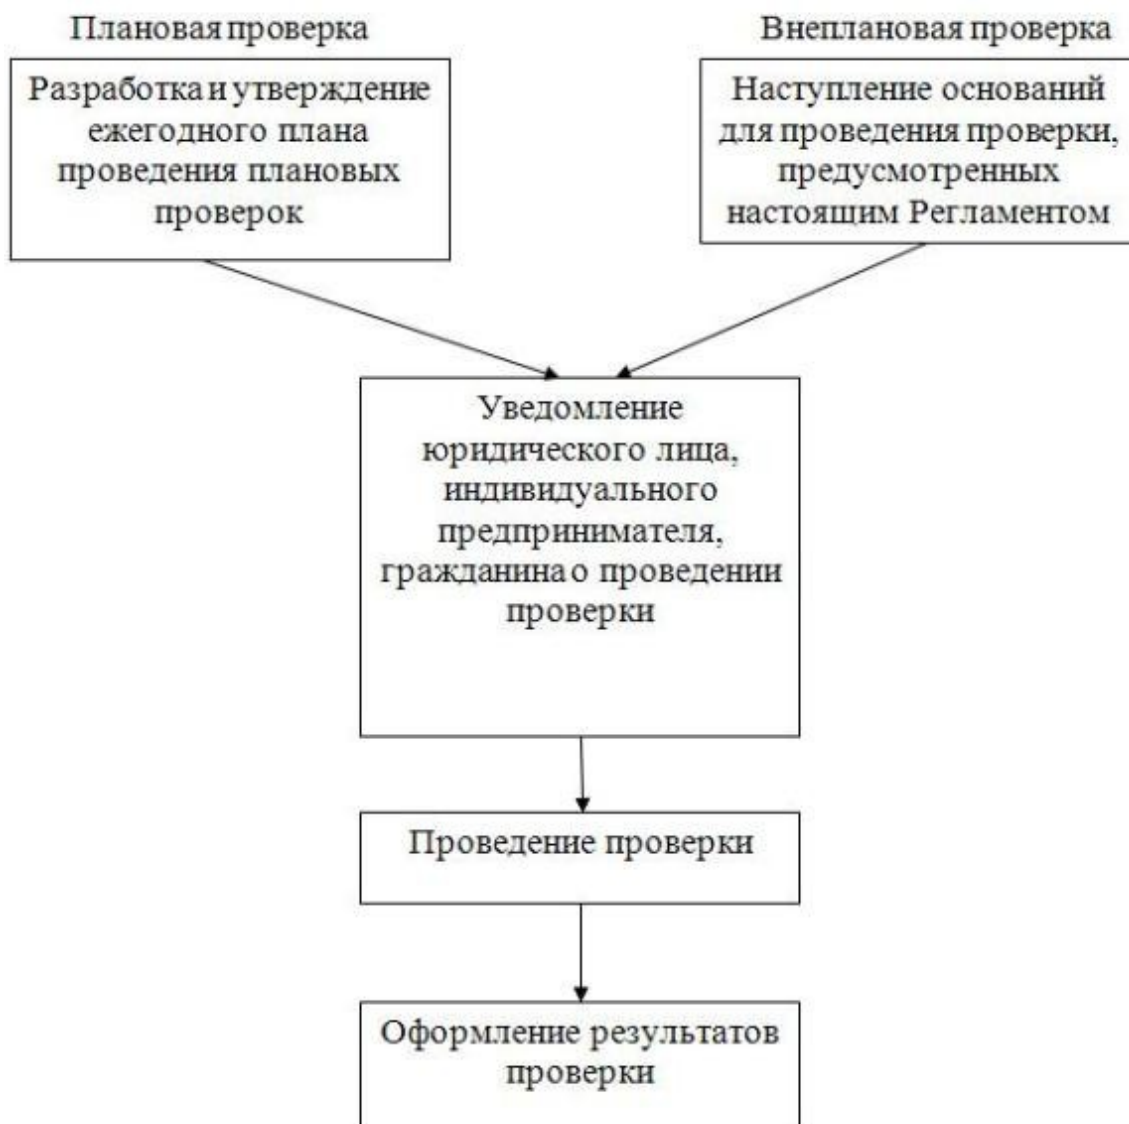 Плановая проверка
Разработка и утверждение
ежегодного плана
проведения плановых
проверок
Внеплановая проверка
Наступление оснований
для проведения проверки,
предусмотренных
настоящим Регламентом
Уведомление
юридического лица,
индивидуального
предпринимателя,
гражданина о проведении
проверки
Проведение проверки
Оформление результатов
проверки